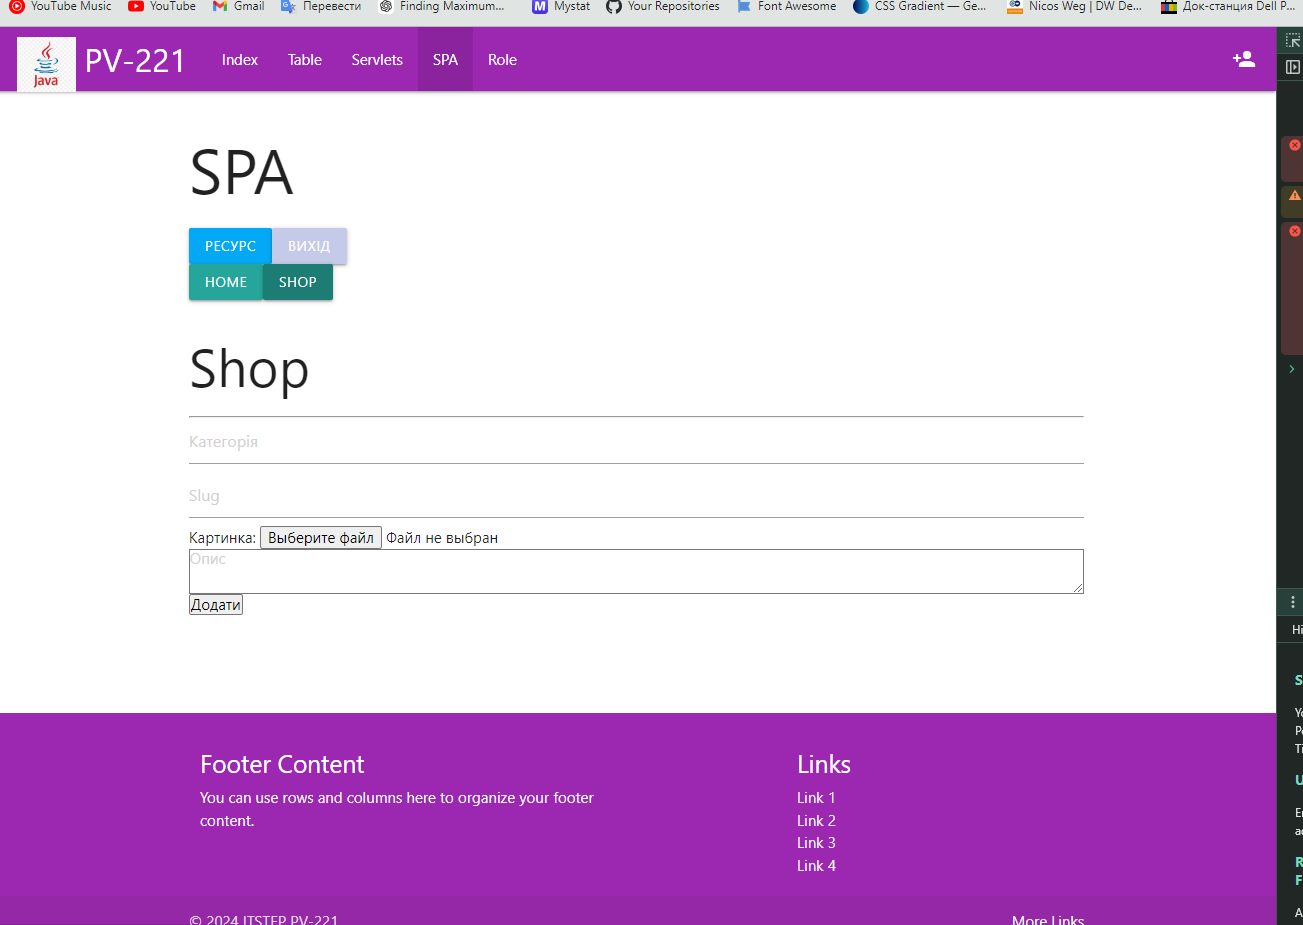 YouTube Music YouTube Gmail Перевести Finding Maximum... Mystat Your Repositories Font Awesome CSS Gradient — Ge... Nicos Weg | DW De... Док-станция Dell P...
Java PV-221 Index Table Servlets SPA Role
SPA
РЕСУРС ВИХІД
HOME SHOP
Shop
Категорія
Slug
Картинка: Выберите файл Файл не выбран
Опис
Додати
Footer Content
You can use rows and columns here to organize your footer
content.
Links
Link 1
Link 2
Link 3
Link 4
© 2024 ITSTEP PV-221 More Links